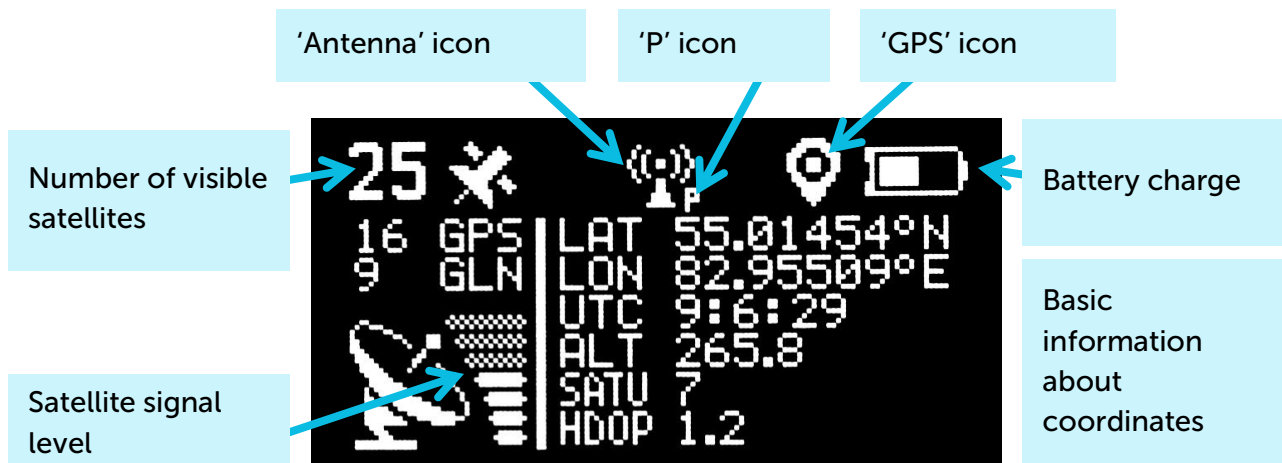 ‘Antenna’ icon
‘P’ icon
‘GPS’ icon
Number of visible
satellites
Battery charge
Basic
information
about
coordinates
Satellite signal
level
25
P
16 GPS
9 GLN
LAT 55.01454°N
LON 82.95509°E
UTC 9:6:29
ALT 265.8
SATU 7
HDOP 1.2